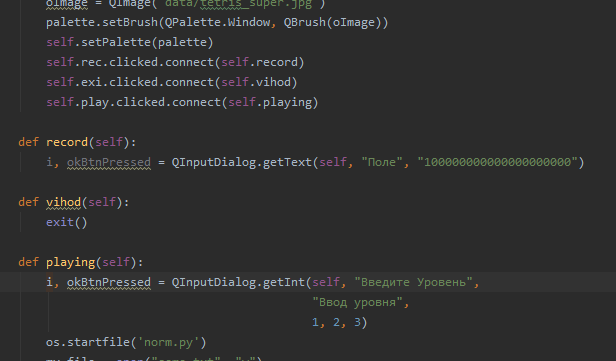 oImage = QImage("data/tetris_super.jpg")
palette.setBrush(QPalette.Window, QBrush(oImage))
self.setPalette(palette)
self.rec.clicked.connect(self.record)
self.exi.clicked.connect(self.vihod)
self.play.clicked.connect(self.playing)
def record(self):
i, okBtnPressed = QInputDialog.getText(self, "Поле", "100000000000000000000")
def vihod(self):
exit()
def playing(self):
i, okBtnPressed = QInputDialog.getInt(self, "Введите Уровень",
"Ввод уровня",
1, 2, 3)
os.startfile('norm.py')